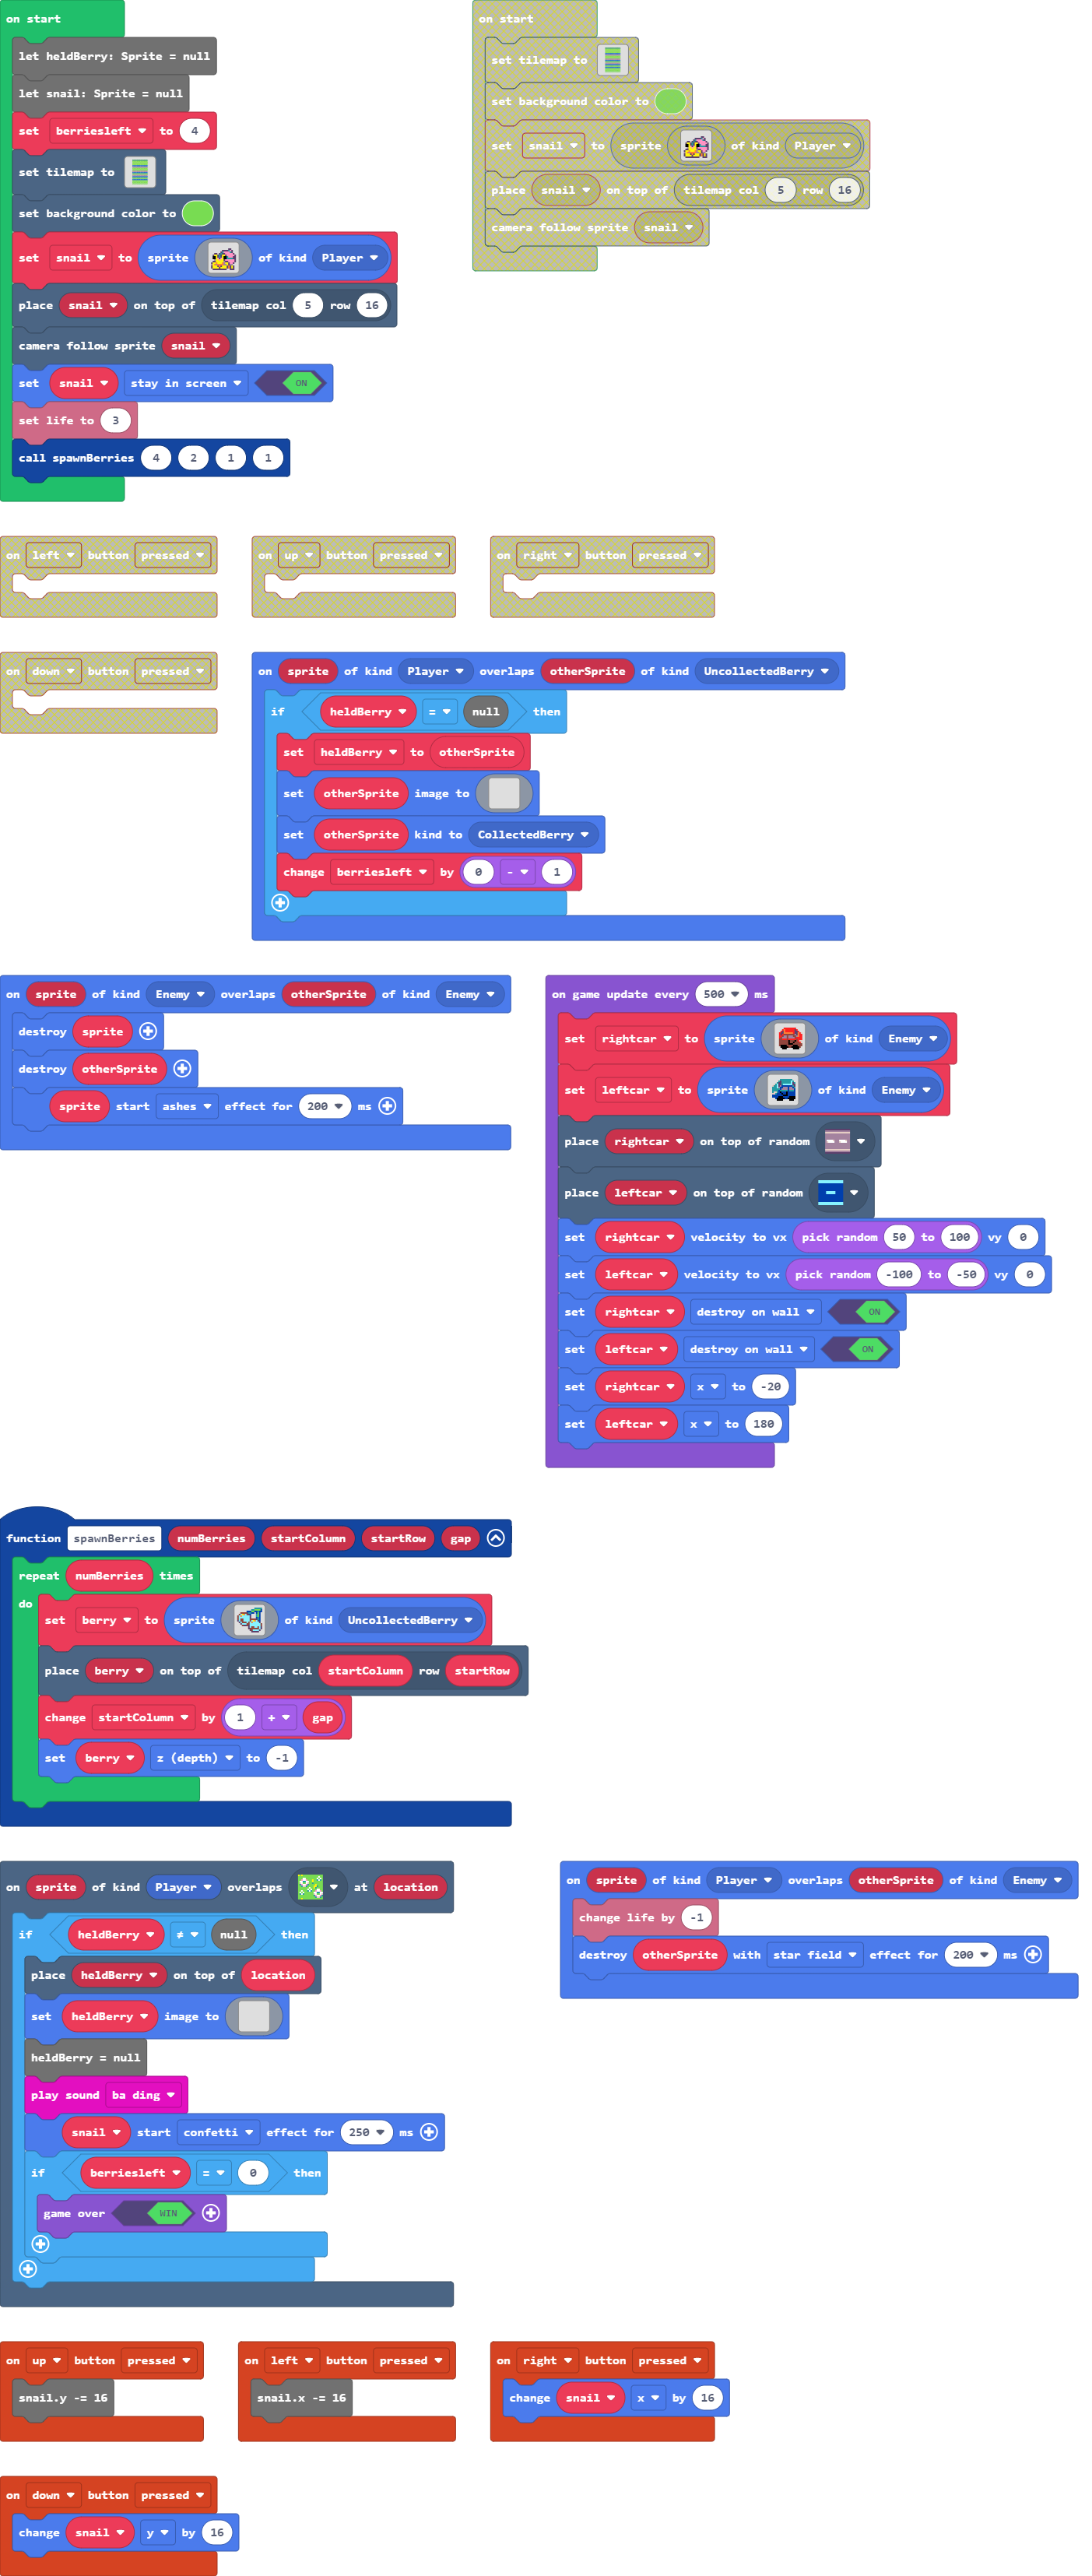 on start
let heldBerry: Sprite = null
let snail: Sprite = null
set berriesleft to 4
set tilemap to
set background color to
set snail to sprite of kind Player
place snail on top of tilemap col 5 row 16
camera follow sprite snail
set snail stay in screen ON
set life to 3
call spawnBerries 4 2 1 1
on start
set tilemap to
set background color to
set snail to sprite of kind Player
place snail on top of tilemap col 5 row 16
camera follow sprite snail
on left button pressed
on up button pressed
on right button pressed
on down button pressed
on sprite of kind Player overlaps otherSprite of kind UncollectedBerry
if heldBerry = null then
set heldBerry to otherSprite
set otherSprite image to
set otherSprite kind to CollectedBerry
change berriesleft by 0 - 1
on sprite of kind Enemy overlaps otherSprite of kind Enemy
destroy sprite
destroy otherSprite
sprite start ashes effect for 200 ms
on game update every 500 ms
set rightcar to sprite of kind Enemy
set leftcar to sprite of kind Enemy
place rightcar on top of random
place leftcar on top of random
set rightcar velocity to vx pick random 50 to 100 vy 0
set leftcar velocity to vx pick random -100 to -50 vy 0
set rightcar destroy on wall ON
set leftcar destroy on wall ON
set rightcar x to -20
set leftcar x to 180
function spawnBerries numBerries startColumn startRow gap
repeat numBerries times
do
set berry to sprite of kind UncollectedBerry
place berry on top of tilemap col startColumn row startRow
change startColumn by 1 + gap
set berry z (depth) to -1
on sprite of kind Player overlaps at location
if heldBerry ≠ null then
place heldBerry on top of location
set heldBerry image to
heldBerry = null
play sound ba ding
snail start confetti effect for 250 ms
if berriesleft = 0 then
game over WIN
on sprite of kind Player overlaps otherSprite of kind Enemy
change life by -1
destroy otherSprite with star field effect for 200 ms
on up button pressed
snail.y -= 16
on left button pressed
snail.x -= 16
on right button pressed
change snail x by 16
on down button pressed
change snail y by 16